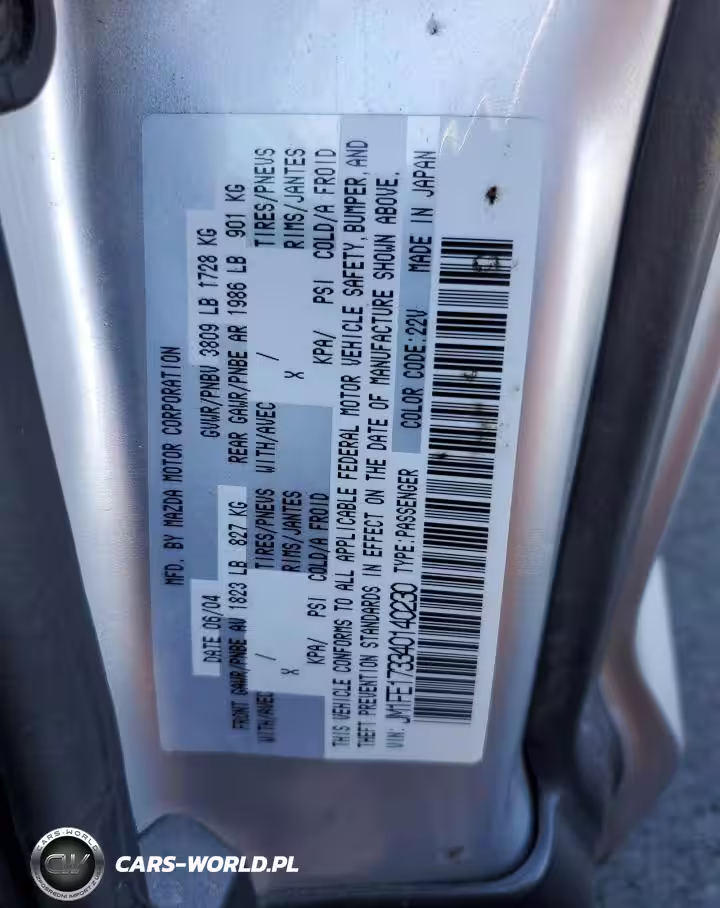 MFD. BY MAZDA MOTOR CORPORATION
DATE 06/04 GVWR/PNBV 3809 LB 1728 KG
FRONT GAWR/PNBE AV 1823 LB 827 KG REAR GAWR/PNBE AR 1986 LB 901 KG
WITH/AVEC / TIRES/PNEUS WITH/AVEC / TIRES/PNEUS
X RIMS/JANTES X RIMS/JANTES
KPA/ PSI COLD/A FROID KPA/ PSI COLD/A FROID
THIS VEHICLE CONFORMS TO ALL APPLICABLE FEDERAL MOTOR VEHICLE SAFETY, BUMPER, AND
THEFT PREVENTION STANDARDS IN EFFECT ON THE DATE OF MANUFACTURE SHOWN ABOVE.
VIN: JM1FE173340140230 TYPE:PASSENGER COLOR CODE:22V MADE IN JAPAN
CARS-WORLD
CW
CARS-WORLD.PL